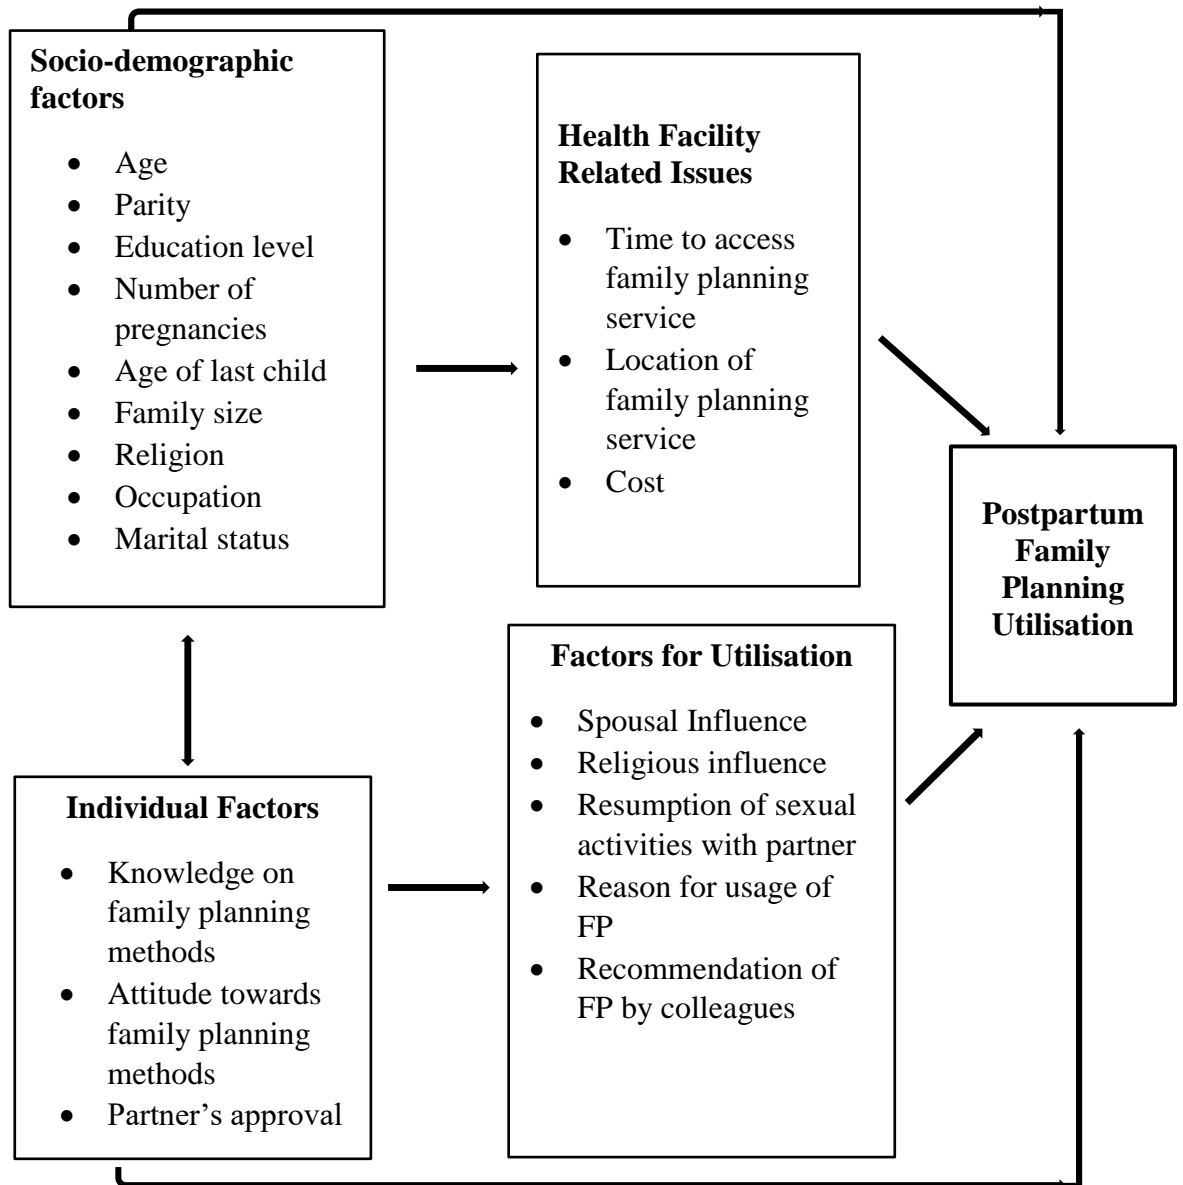 Socio-demographic
factors
• Age
• Parity
• Education level
• Number of
pregnancies
• Age of last child
• Family size
• Religion
• Occupation
• Marital status
Health Facility
Related Issues
• Time to access
family planning
service
• Location of
family planning
service
• Cost
Individual Factors
• Knowledge on
family planning
methods
• Attitude towards
family planning
methods
• Partner’s approval
Factors for Utilisation
• Spousal Influence
• Religious influence
• Resumption of sexual
activities with partner
• Reason for usage of
FP
• Recommendation of
FP by colleagues
Postpartum
Family
Planning
Utilisation